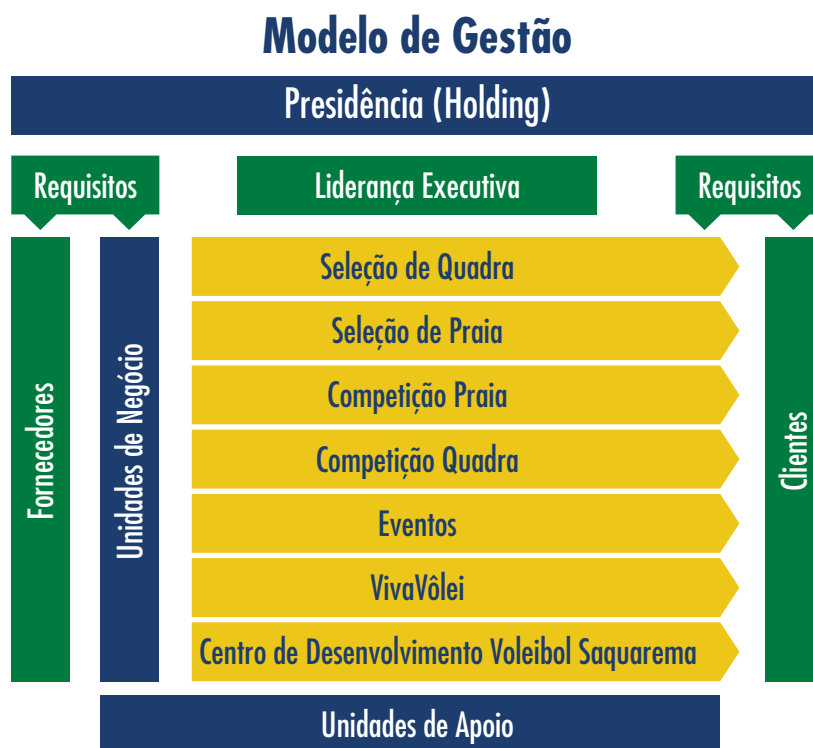 Modelo de Gestão
Presidência (Holding)
Requisitos
Liderança Executiva
Requisitos
Fornecedores
Unidades de Negócio
Seleção de Quadra
Seleção de Praia
Competição Praia
Competição Quadra
Eventos
VivaVôlei
Centro de Desenvolvimento Voleibol Saquarema
Clientes
Unidades de Apoio